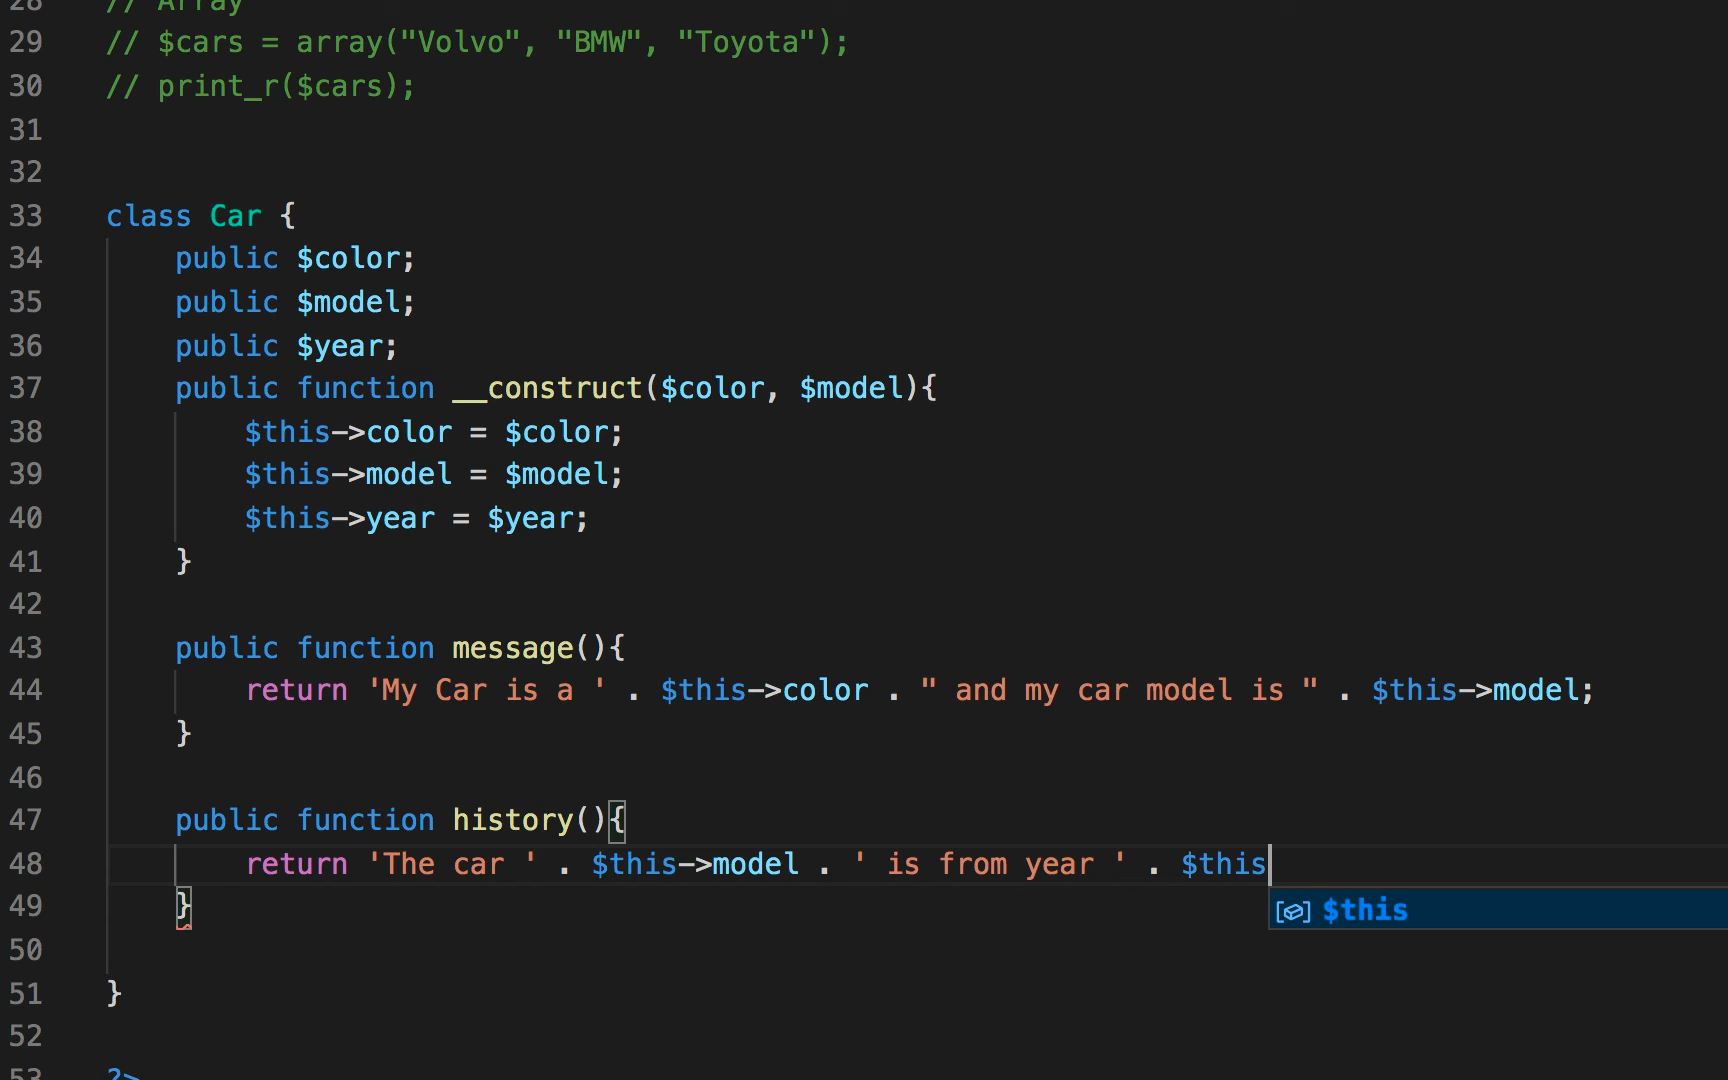 28 // Array
29 // $cars = array("Volvo", "BMW", "Toyota");
30 // print_r($cars);
31
32
33 class Car {
34 public $color;
35 public $model;
36 public $year;
37 public function __construct($color, $model){
38 $this->color = $color;
39 $this->model = $model;
40 $this->year = $year;
41 }
42
43 public function message(){
44 return 'My Car is a ' . $this->color . " and my car model is " . $this->model;
45 }
46
47 public function history(){
48 return 'The car ' . $this->model . ' is from year ' . $this
49 }
$this
50
51 }
52
53 ?>